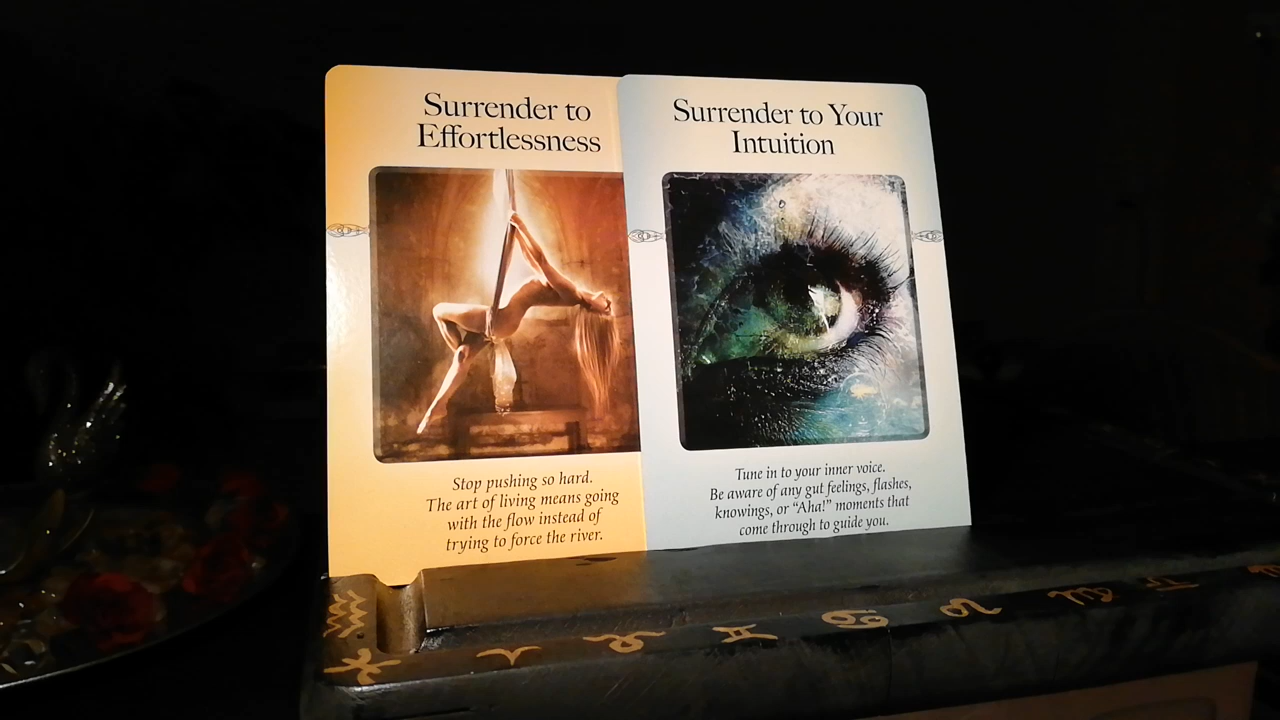 Surrender to
Effortlessness
Stop pushing so hard.
The art of living means going
with the flow instead of
trying to force the river.
Surrender to Your
Intuition
Tune in to your inner voice.
Be aware of any gut feelings, flashes,
knowings, or “Aha!” moments that
come through to guide you.